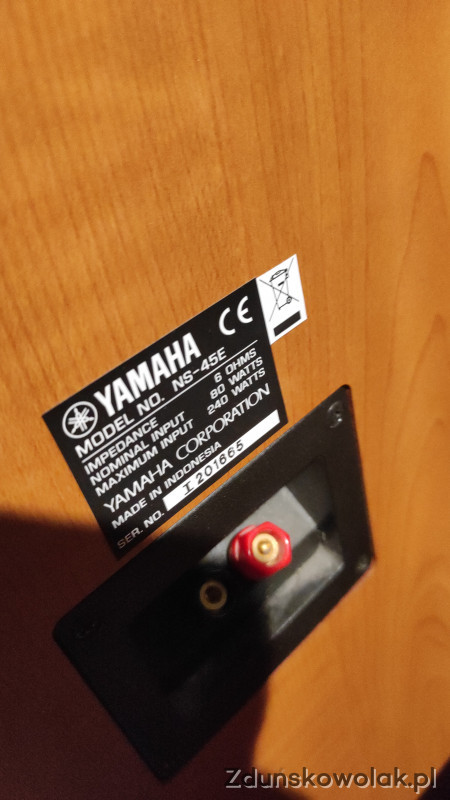 YAMAHA CE
MODEL NO. NS-45E
IMPEDANCE 6 OHMS
NOMINAL INPUT 80 WATTS
MAXIMUM INPUT 240 WATTS
YAMAHA CORPORATION
MADE IN INDONESIA
SER. NO. I201665
Zduńskowolak.pl